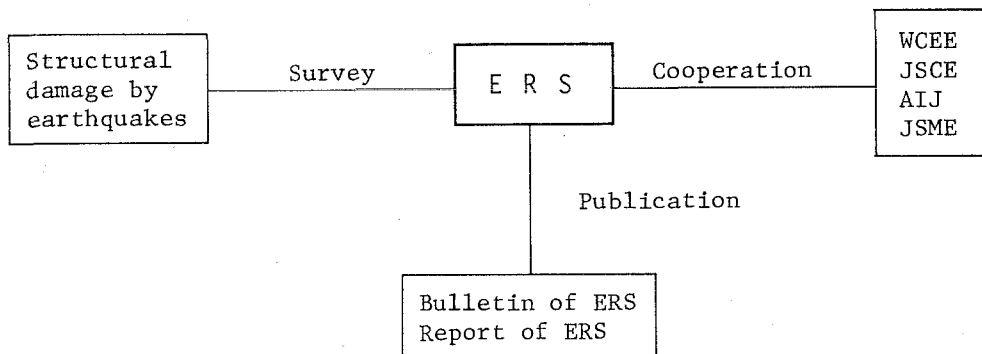 Structural
damage by
earthquakes
Survey
E R S
Cooperation
WCEE
JSCE
AIJ
JSME
Publication
Bulletin of ERS
Report of ERS